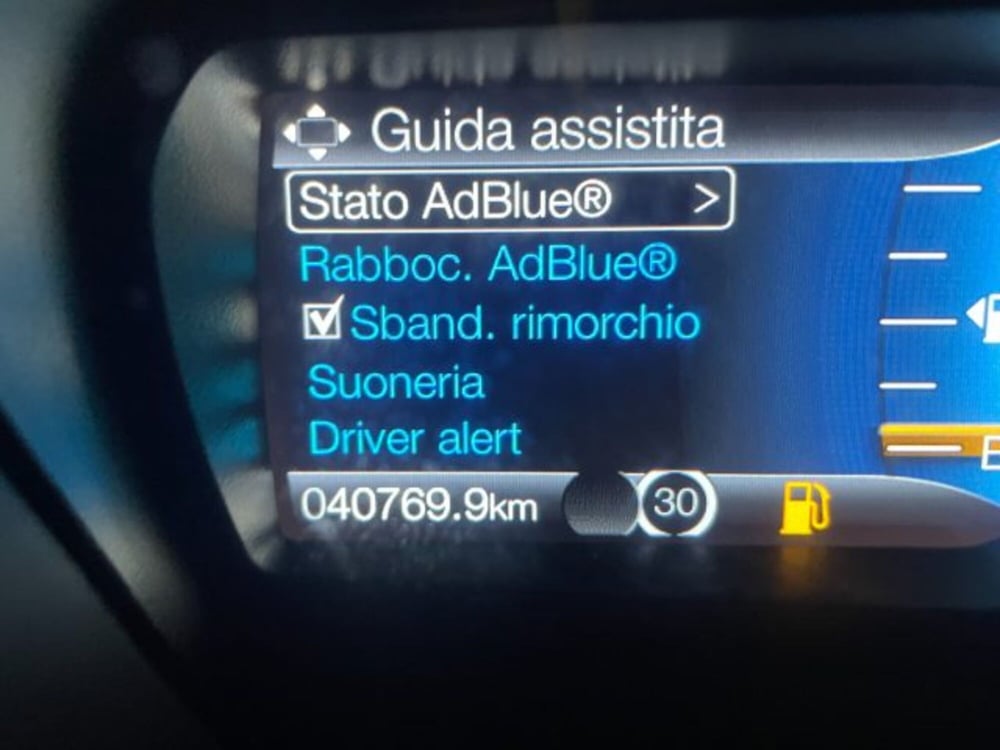 Guida assistita
Stato AdBlue® >
Rabboc. AdBlue®
Sband. rimorchio
Suoneria
Driver alert
040769.9km
30
E